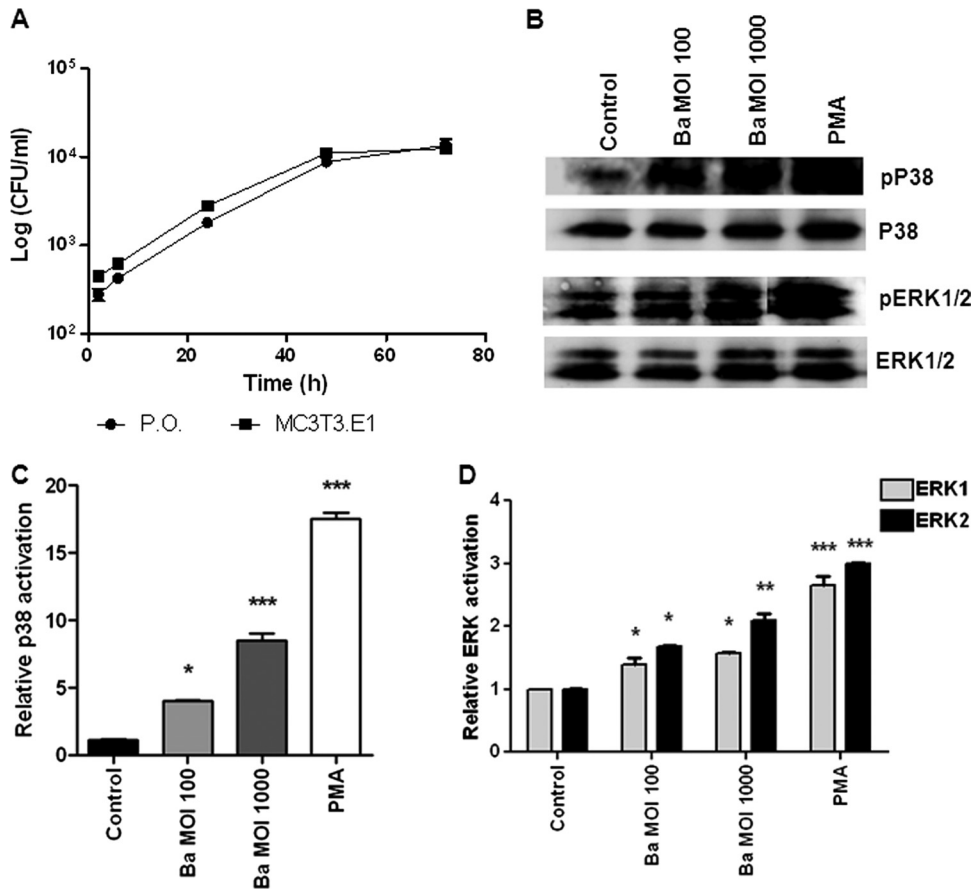 A
10^5
10^4
10^3
10^2
Log (CFU/ml)
0
20
40
60
80
Time (h)
P.O.
MC3T3.E1
B
Control
Ba MOI 100
Ba MOI 1000
PMA
pP38
P38
pERK1/2
ERK1/2
C
20
15
10
5
0
Relative p38 activation
*
***
***
Control
Ba MOI 100
Ba MOI 1000
PMA
D
ERK1
ERK2
4
3
2
1
0
Relative ERK activation
*
*
*
**
***
***
Control
Ba MOI 100
Ba MOI 1000
PMA